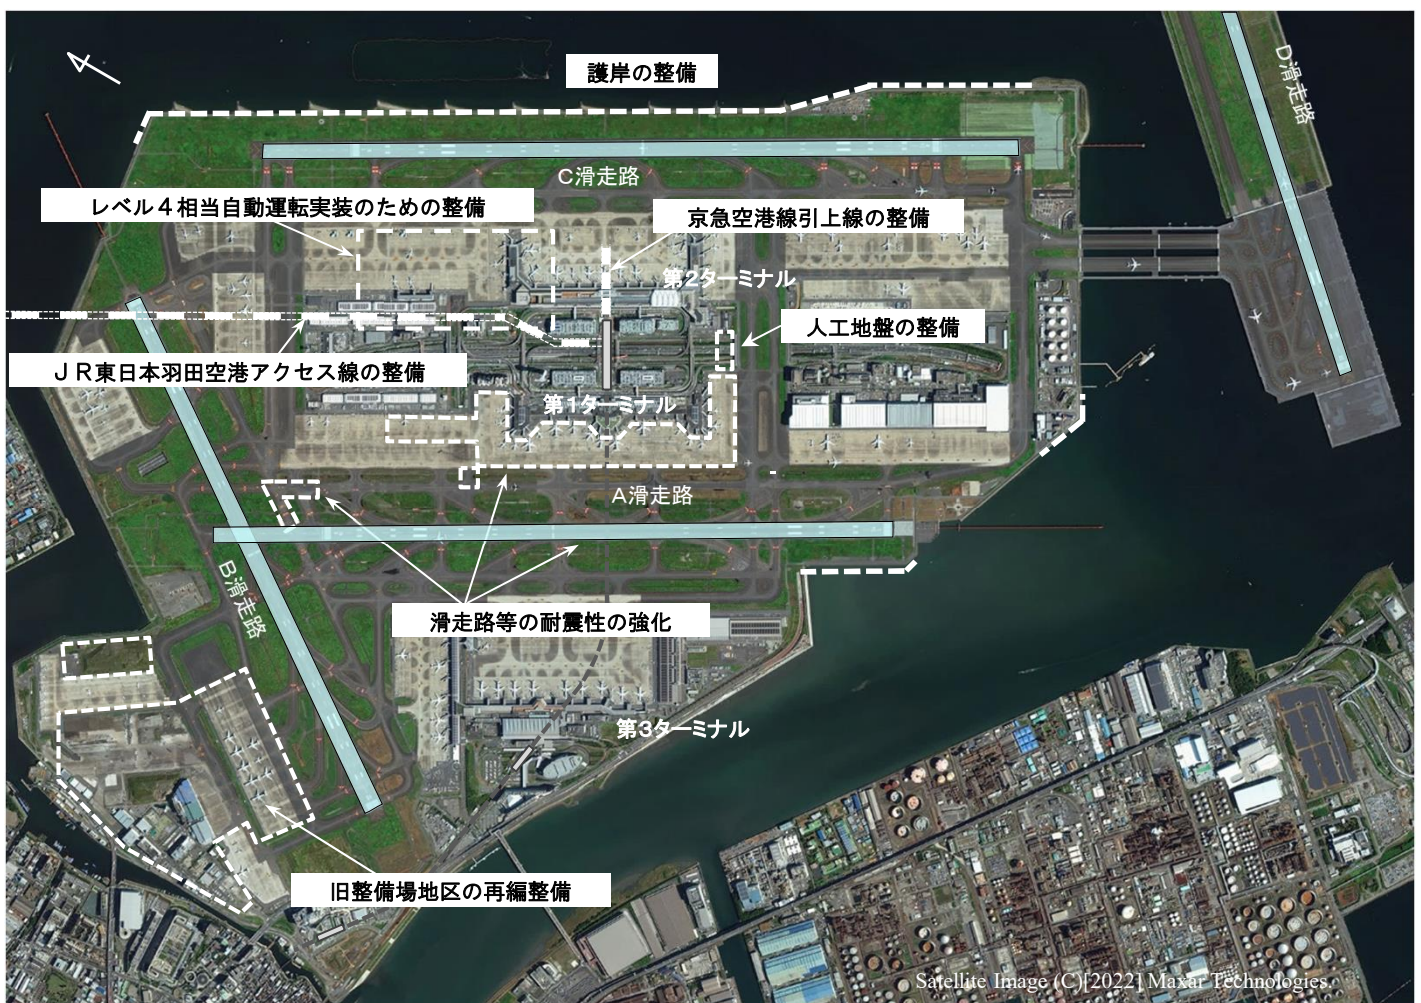 護岸の整備
D滑走路
C滑走路
レベル４相当自動運転実装のための整備
京急空港線引上線の整備
第2ターミナル
人工地盤の整備
ＪＲ東日本羽田空港アクセス線の整備
第1ターミナル
A滑走路
B滑走路
滑走路等の耐震性の強化
第3ターミナル
旧整備場地区の再編整備
Satellite Image (C)[2022] Maxar Technologies.